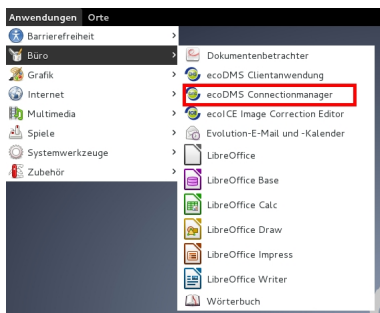 Anwendungen Orte
Barrierefreiheit
Büro
Grafik
Internet
Multimedia
Spiele
Systemwerkzeuge
Zubehör
Dokumentenbetrachter
ecoDMS Clientanwendung
ecoDMS Connectionmanager
ecoICE Image Correction Editor
Evolution-E-Mail und -Kalender
LibreOffice
LibreOffice Base
LibreOffice Calc
LibreOffice Draw
LibreOffice Impress
LibreOffice Writer
Wörterbuch